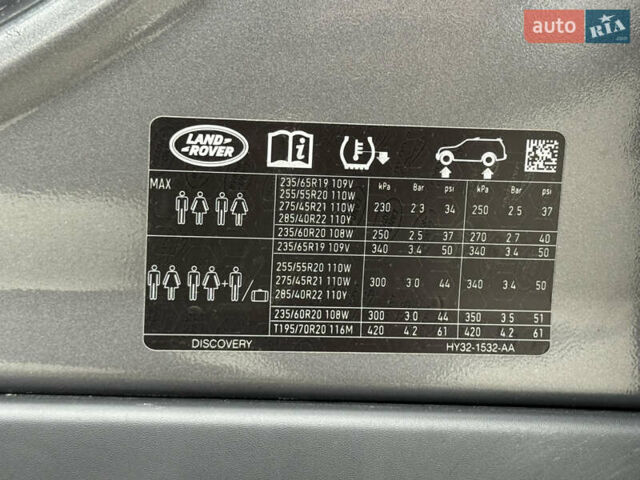 auto RIA.com
LAND-
-ROVER
MAX
235/65R19 109V kPa Bar psi kPa Bar psi
255/55R20 110W
275/45R21 110W 230 2.3 34 250 2.5 37
285/40R22 110Y
235/60R20 108W 250 2.5 37 270 2.7 40
235/65R19 109V 340 3.4 50 340 3.4 50
255/55R20 110W
275/45R21 110W 300 3.0 44 340 3.4 50
285/40R22 110Y
235/60R20 108W 300 3.0 44 350 3.5 51
T195/70R20 116M 420 4.2 61 420 4.2 61
DISCOVERY HY32-1532-AA